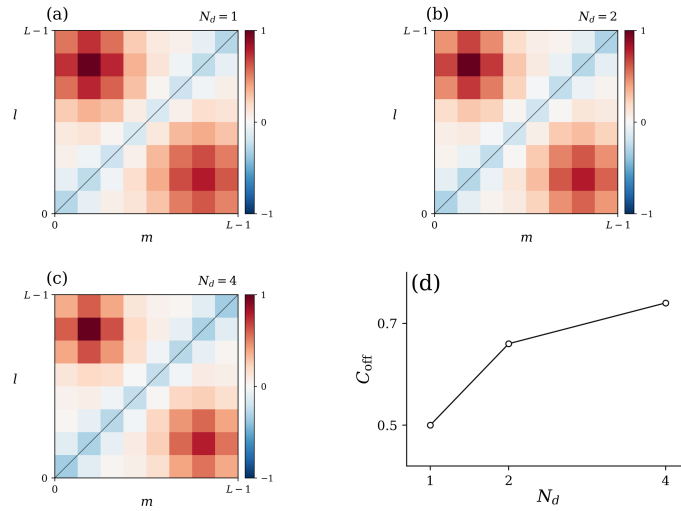 (a)
N_d = 1
L−1
l
0
0
L−1
m
1
0
−1
(b)
N_d = 2
L−1
l
0
0
L−1
m
1
0
−1
(c)
N_d = 4
L−1
l
0
0
L−1
m
1
0
−1
(d)
C_off
0.7
0.5
1
2
4
N_d